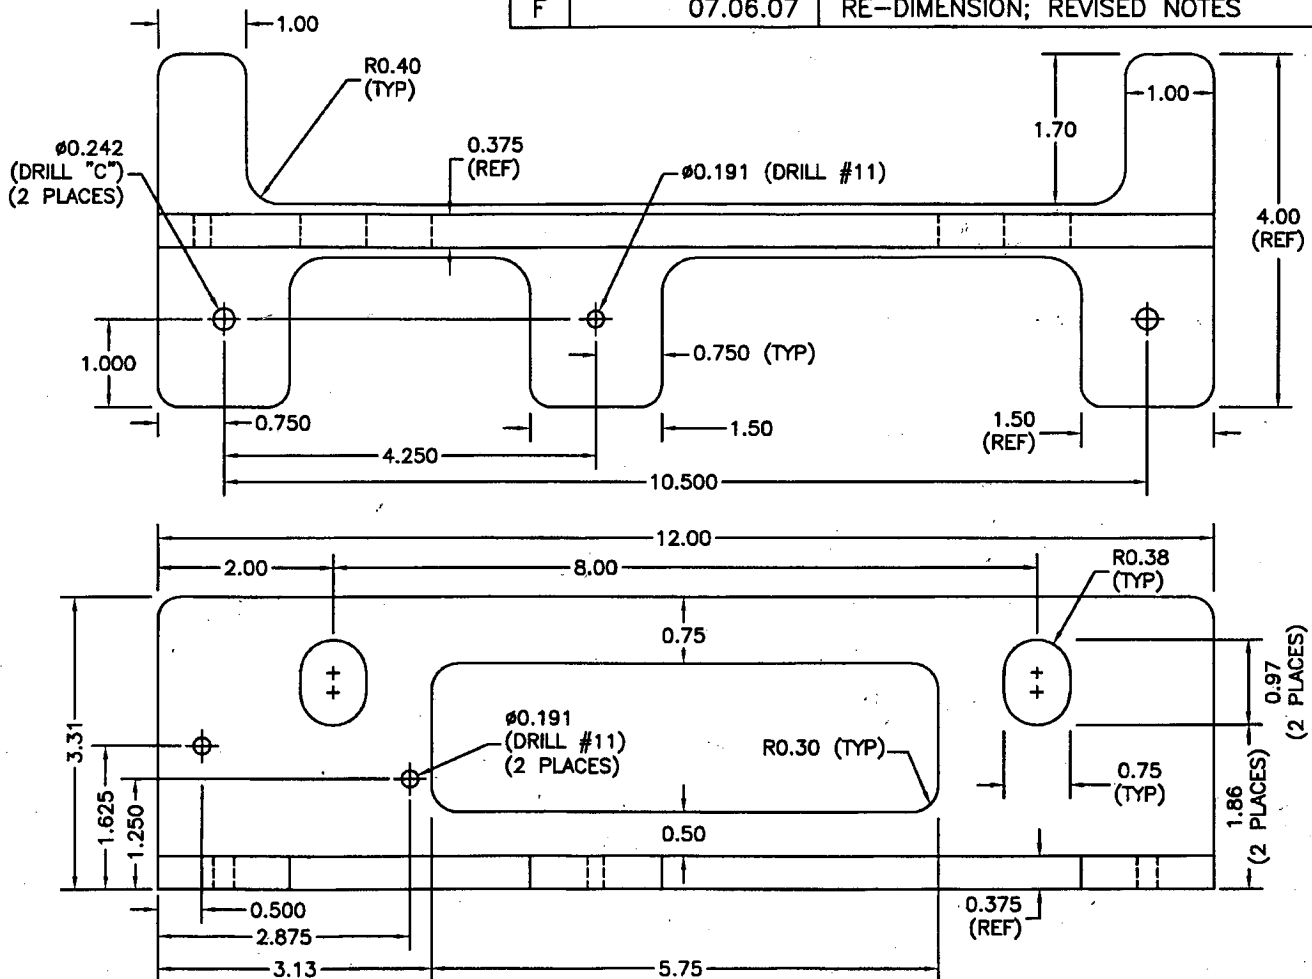 F 07.06.07 RE-DIMENSION; REVISED NOTES
1.00
R0.40
(TYP)
1.00
1.70
ø0.242
(DRILL "C")
(2 PLACES)
0.375
(REF)
ø0.191 (DRILL #11)
4.00
(REF)
1.000
0.750 (TYP)
0.750
1.50
1.50
(REF)
4.250
10.500
12.00
2.00
8.00
R0.38
(TYP)
0.75
0.97
(2 PLACES)
3.31
ø0.191
(DRILL #11)
(2 PLACES)
R0.30 (TYP)
0.75
(TYP)
1.86
(2 PLACES)
1.625
1.250
0.50
0.500
0.375
(REF)
2.875
3.13
5.75